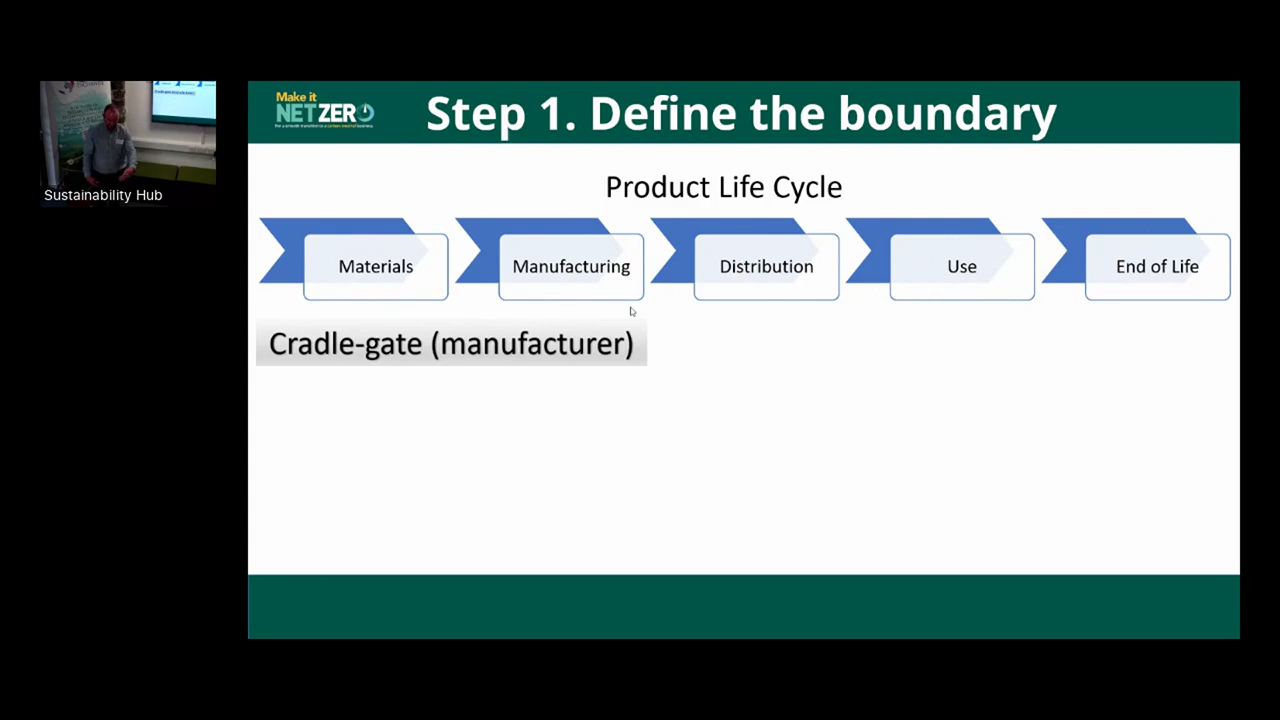 Make it
NET ZERO
Step 1. Define the boundary
Product Life Cycle
Materials
Manufacturing
Distribution
Use
End of Life
Cradle-gate (manufacturer)
Sustainability Hub